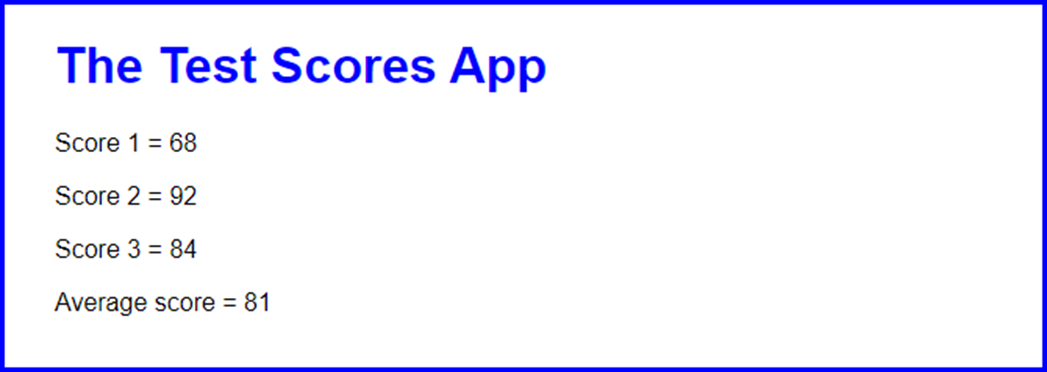 The Test Scores App
Score 1 = 68
Score 2 = 92
Score 3 = 84
Average score = 81